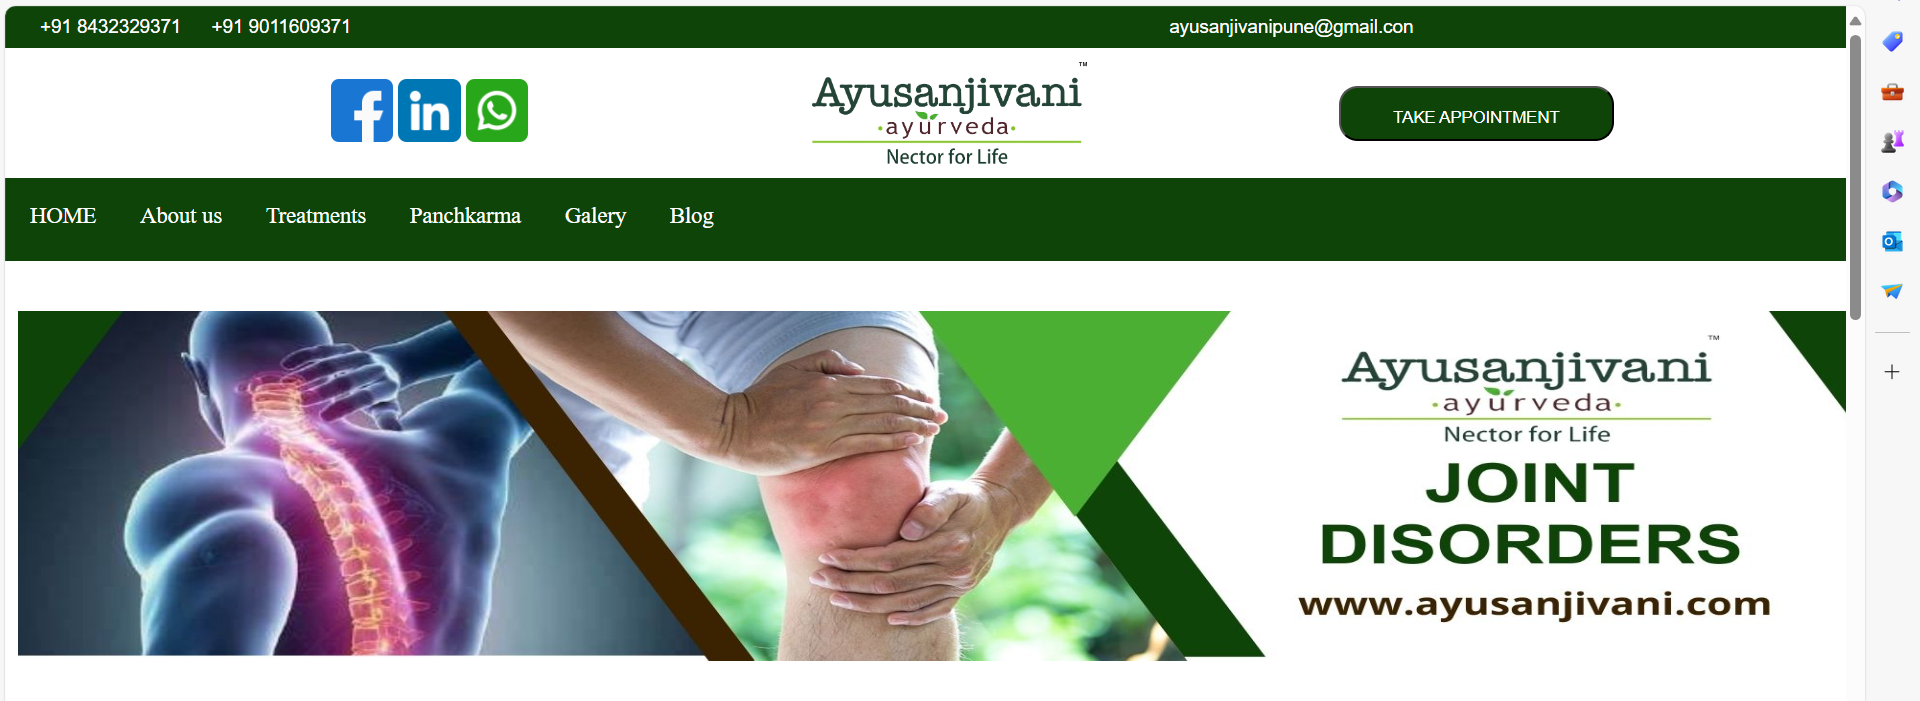 +91 8432329371 +91 9011609371 ayusanjivanipune@gmail.con
Ayusanjivani™
ayurveda
Nector for Life
TAKE APPOINTMENT
HOME About us Treatments Panchkarma Galery Blog
Ayusanjivani™
ayurveda
Nector for Life
JOINT
DISORDERS
www.ayusanjivani.com